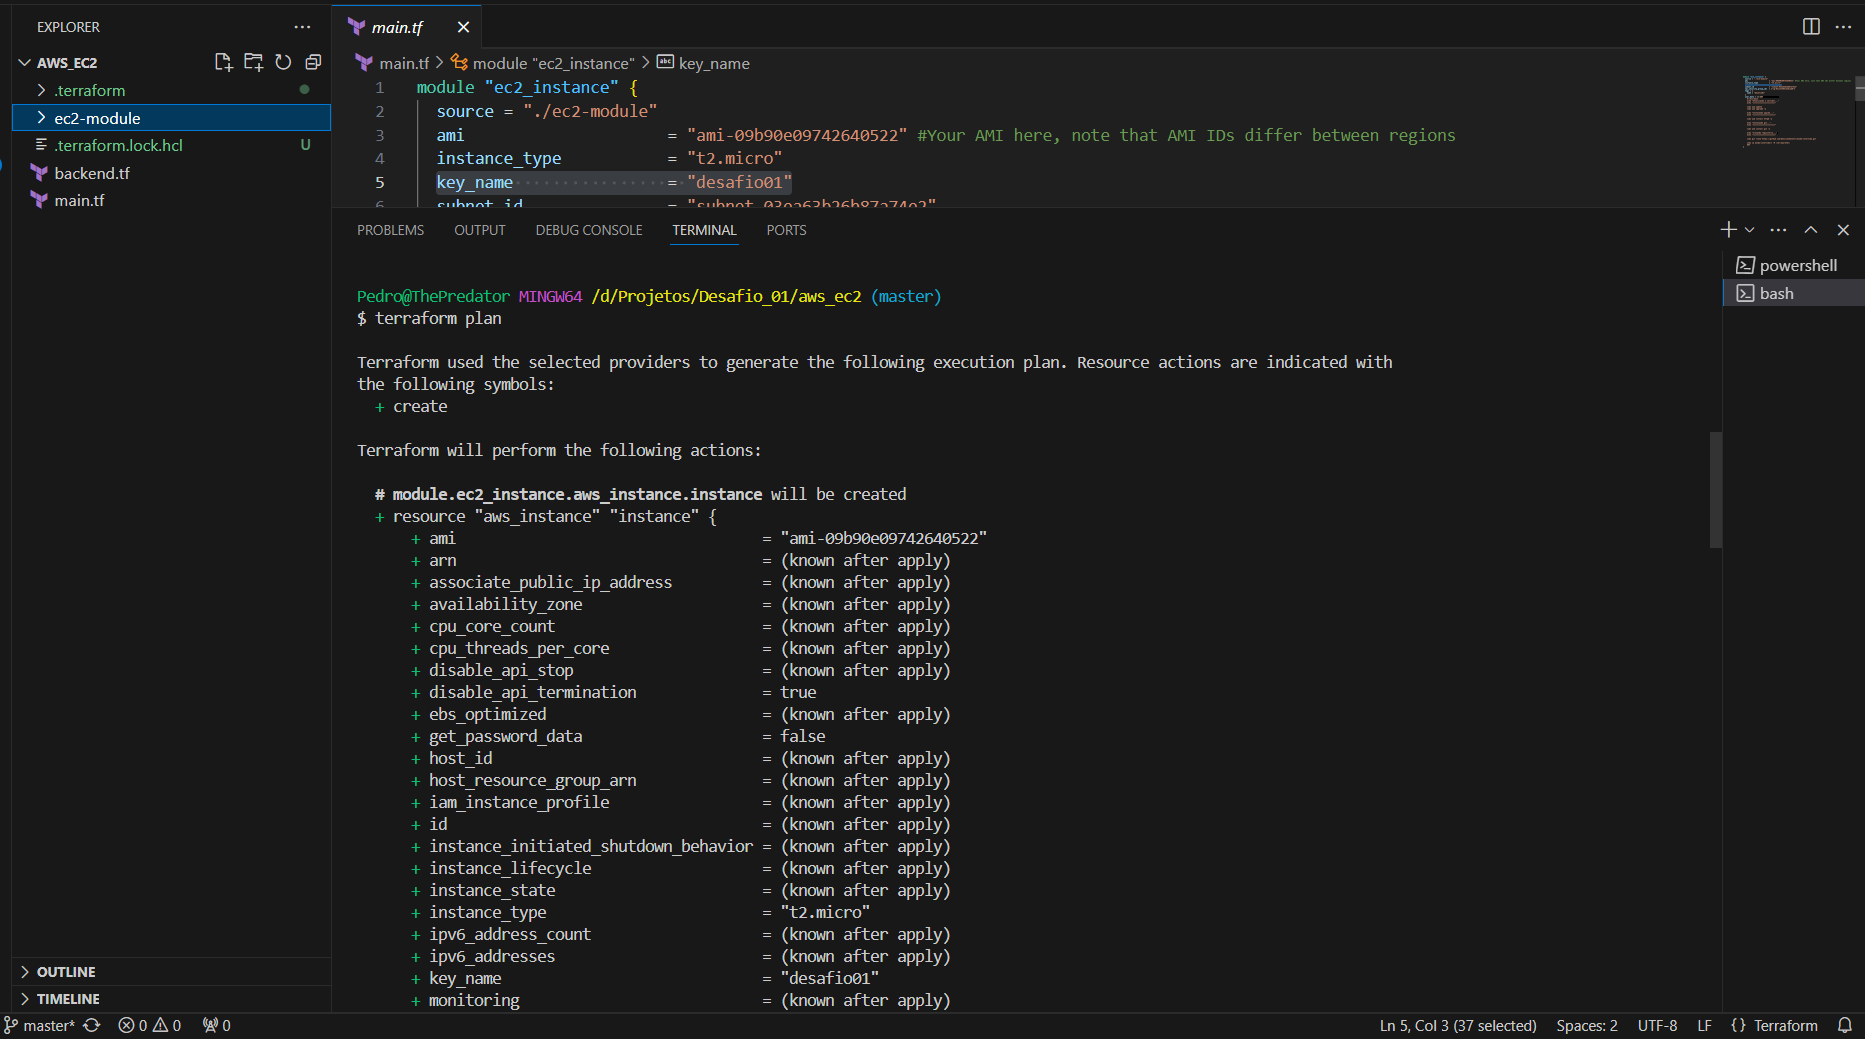 EXPLORER
AWS_EC2
.terraform
ec2-module
.terraform.lock.hcl U
backend.tf
main.tf
OUTLINE
TIMELINE
main.tf
main.tf > module "ec2_instance" > key_name
1 module "ec2_instance" {
2 source = "./ec2-module"
3 ami = "ami-09b90e09742640522" #Your AMI here, note that AMI IDs differ between regions
4 instance_type = "t2.micro"
5 key_name = "desafio01"
6 subnet_id = "subnet-03ea63b26b87a74e2"
PROBLEMS OUTPUT DEBUG CONSOLE TERMINAL PORTS
powershell
bash
Pedro@ThePredator MINGW64 /d/Projetos/Desafio_01/aws_ec2 (master)
$ terraform plan
Terraform used the selected providers to generate the following execution plan. Resource actions are indicated with
the following symbols:
+ create
Terraform will perform the following actions:
# module.ec2_instance.aws_instance.instance will be created
+ resource "aws_instance" "instance" {
+ ami = "ami-09b90e09742640522"
+ arn = (known after apply)
+ associate_public_ip_address = (known after apply)
+ availability_zone = (known after apply)
+ cpu_core_count = (known after apply)
+ cpu_threads_per_core = (known after apply)
+ disable_api_stop = (known after apply)
+ disable_api_termination = true
+ ebs_optimized = (known after apply)
+ get_password_data = false
+ host_id = (known after apply)
+ host_resource_group_arn = (known after apply)
+ iam_instance_profile = (known after apply)
+ id = (known after apply)
+ instance_initiated_shutdown_behavior = (known after apply)
+ instance_lifecycle = (known after apply)
+ instance_state = (known after apply)
+ instance_type = "t2.micro"
+ ipv6_address_count = (known after apply)
+ ipv6_addresses = (known after apply)
+ key_name = "desafio01"
+ monitoring = (known after apply)
master* 0 0 0 Ln 5, Col 3 (37 selected) Spaces: 2 UTF-8 LF {} Terraform